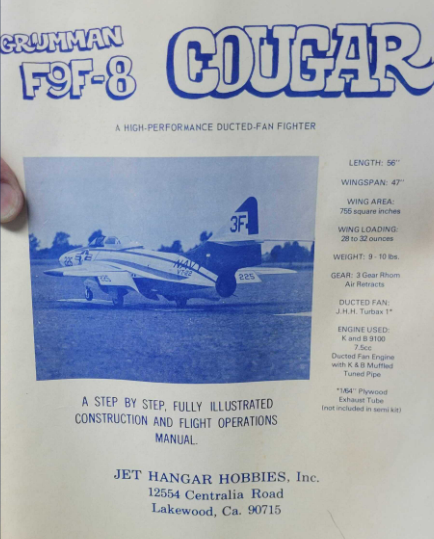 GRUMMAN
F9F-8
COUGAR
A HIGH-PERFORMANCE DUCTED-FAN FIGHTER
3F
NAVY
225
LENGTH: 56"
WINGSPAN: 47"
WING AREA:
755 square inches
WING LOADING:
28 to 32 ounces
WEIGHT: 9 - 10 lbs.
GEAR: 3 Gear Rhom
Air Retracts
DUCTED FAN:
J.H.H. Turbax 1*
ENGINE USED:
K and B 9100
7.5cc
Ducted Fan Engine
with K & B Muffled
Tuned Pipe
*1/64" Plywood
Exhaust Tube
(not included in semi kit)
A STEP BY STEP, FULLY ILLUSTRATED
CONSTRUCTION AND FLIGHT OPERATIONS
MANUAL.
JET HANGAR HOBBIES, Inc.
12554 Centralia Road
Lakewood, Ca. 90715